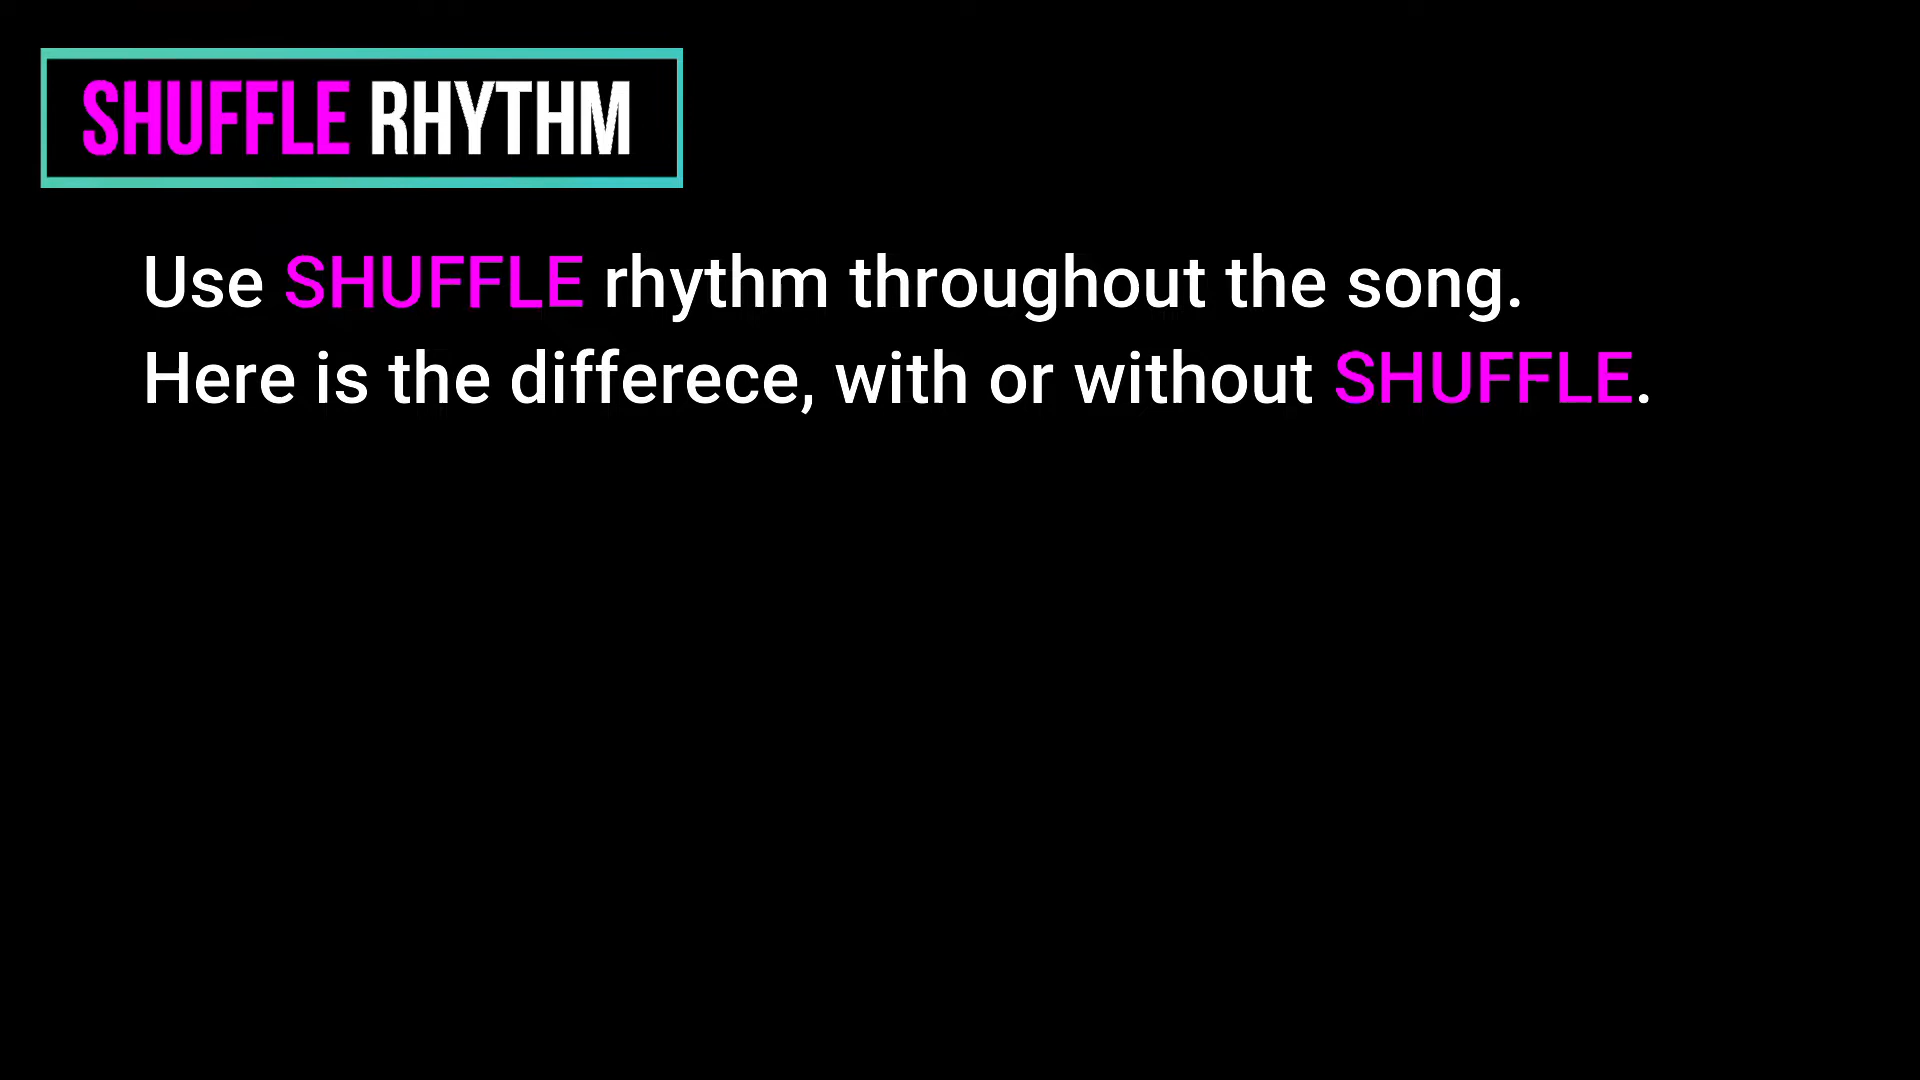 SHUFFLE RHYTHM
Use SHUFFLE rhythm throughout the song.
Here is the differece, with or without SHUFFLE.